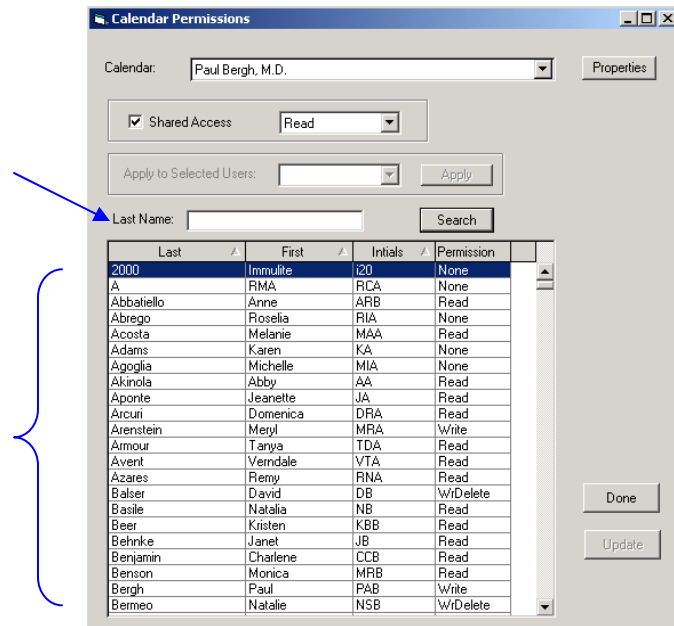 Calendar Permissions
Calendar: Paul Bergh, M.D. Properties
Shared Access Read
Apply to Selected Users: Apply
Last Name: Search
Last First Intials Permission
2000 Immulite i20 None
A RMA RCA None
Abbatiello Anne ARB Read
Abrego Roselia RIA None
Acosta Melanie MAA Read
Adams Karen KA None
Agoglia Michelle MIA None
Akinola Abby AA Read
Aponte Jeanette JA Read
Arcuri Domenica DRA Read
Arenstein Meryl MRA Write
Armour Tanya TDA Read
Avent Verndale VTA Read
Azares Remy RNA Read
Balser David DB WrDelete
Basile Natalia NB Read
Beer Kristen KBB Read
Behnke Janet JB Read
Benjamin Charlene CCB Read
Benson Monica MRB Read
Bergh Paul PAB Write
Bermeo Natalie NSB WrDelete
Done
Update